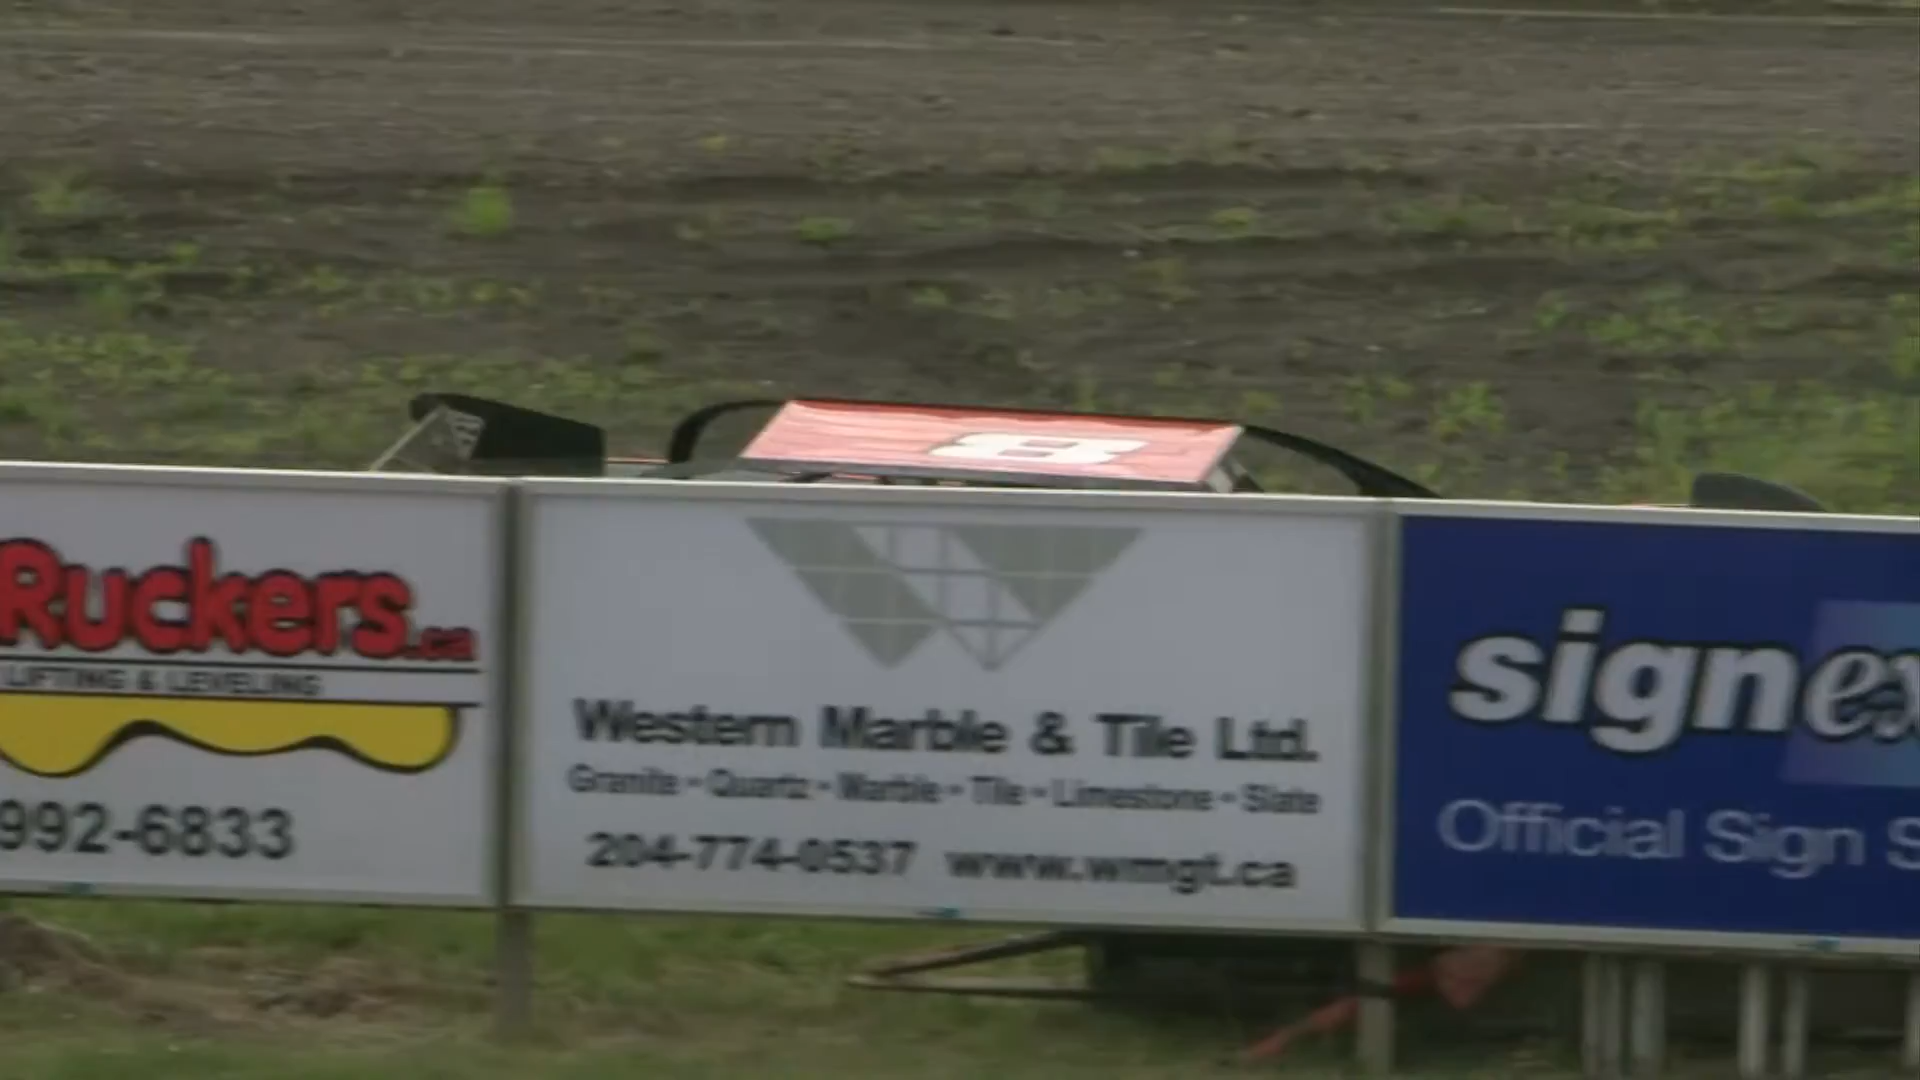 8
Ruckers.ca
LIFTING & LEVELING
992-6833
Western Marble & Tile Ltd.
Granite • Quartz • Marble • Tile • Limestone • Slate
204-774-0537 www.wmgt.ca
signex
Official Sign S